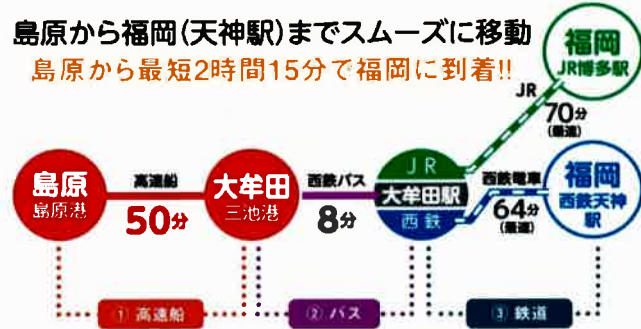 島原から福岡(天神駅)までスムーズに移動
島原から最短2時間15分で福岡に到着!!
福岡
JR博多駅
JR
70分
(最速)
島原
島原港
高速船
50分
大牟田
三池港
西鉄バス
8分
JR
大牟田駅
西鉄
西鉄電車
64分
(最速)
福岡
西鉄天神
駅
① 高速船
② バス
③ 鉄道